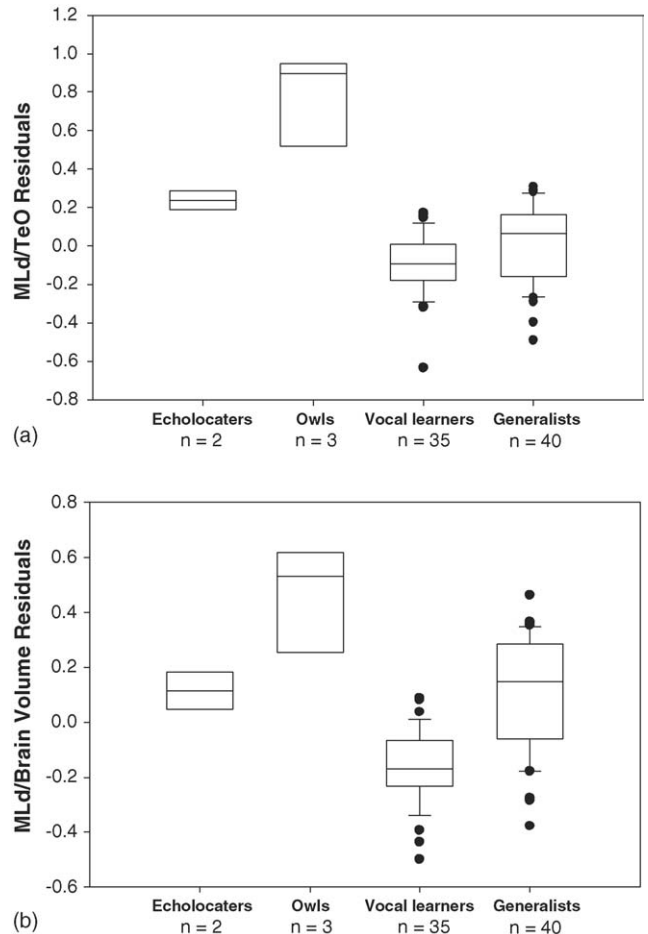 1.2
1.0
0.8
0.6
0.4
0.2
0.0
-0.2
-0.4
-0.6
-0.8
MLd/TeO Residuals
Echolocaters Owls Vocal learners Generalists
n = 2 n = 3 n = 35 n = 40
(a)
0.8
0.6
0.4
0.2
0.0
-0.2
-0.4
-0.6
MLd/Brain Volume Residuals
Echolocaters Owls Vocal learners Generalists
n = 2 n = 3 n = 35 n = 40
(b)